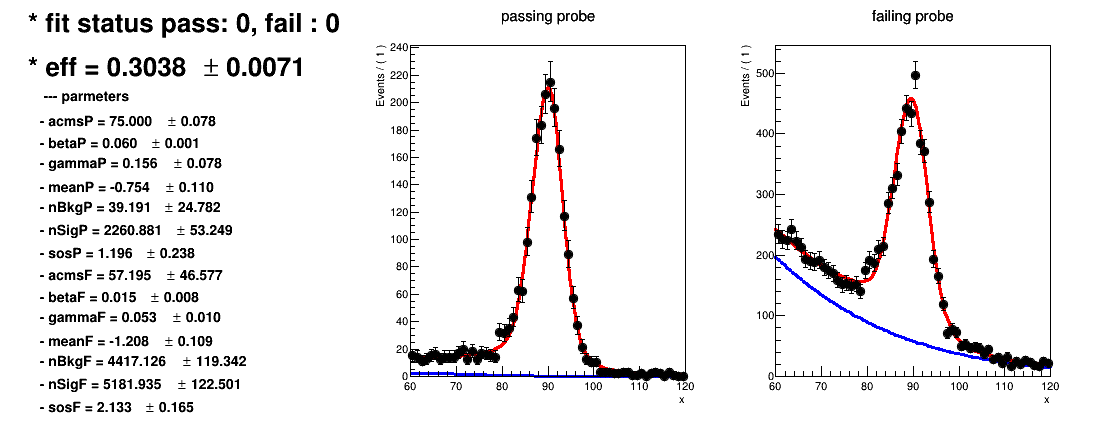 * fit status pass: 0, fail : 0
* eff = 0.3038 ± 0.0071
--- parmeters
- acmsP = 75.000 ± 0.078
- betaP = 0.060 ± 0.001
- gammaP = 0.156 ± 0.078
- meanP = -0.754 ± 0.110
- nBkgP = 39.191 ± 24.782
- nSigP = 2260.881 ± 53.249
- sosP = 1.196 ± 0.238
- acmsF = 57.195 ± 46.577
- betaF = 0.015 ± 0.008
- gammaF = 0.053 ± 0.010
- meanF = -1.208 ± 0.109
- nBkgF = 4417.126 ± 119.342
- nSigF = 5181.935 ± 122.501
- sosF = 2.133 ± 0.165
passing probe
Events / ( 1 )
240
220
200
180
160
140
120
100
80
60
40
20
0
60 70 80 90 100 110 120
x
failing probe
Events / ( 1 )
500
400
300
200
100
0
60 70 80 90 100 110 120
x